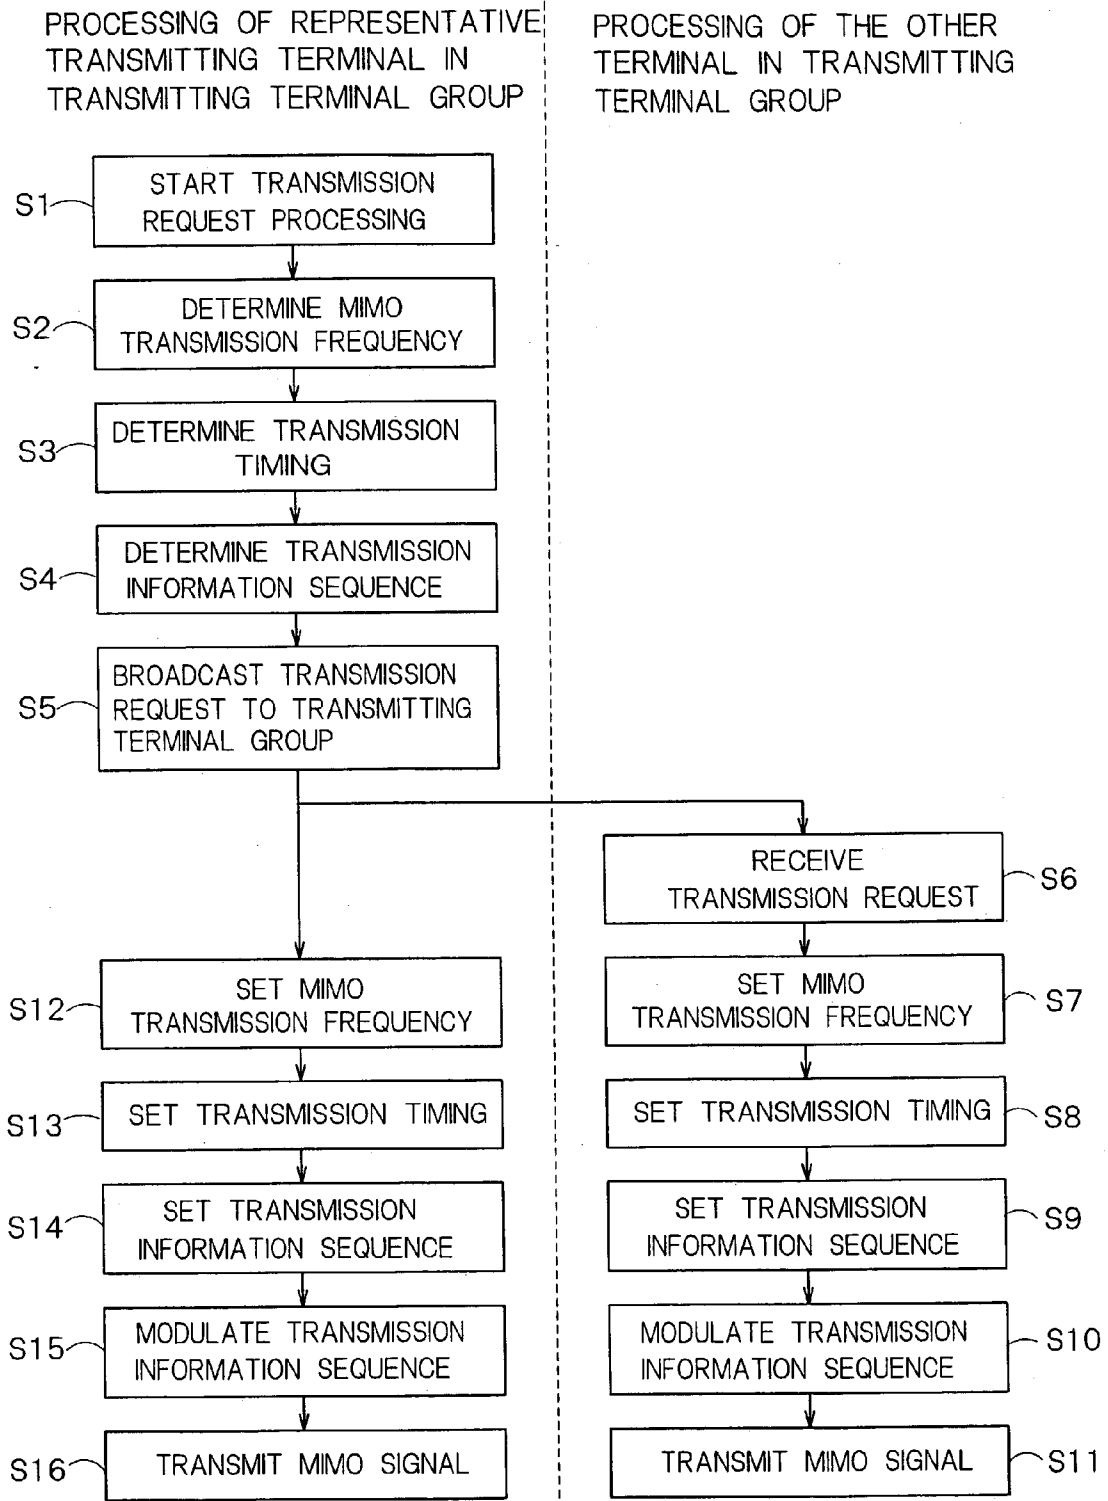 PROCESSING OF REPRESENTATIVE
TRANSMITTING TERMINAL IN
TRANSMITTING TERMINAL GROUP
PROCESSING OF THE OTHER
TERMINAL IN TRANSMITTING
TERMINAL GROUP
S1
START TRANSMISSION
REQUEST PROCESSING
S2
DETERMINE MIMO
TRANSMISSION FREQUENCY
S3
DETERMINE TRANSMISSION
TIMING
S4
DETERMINE TRANSMISSION
INFORMATION SEQUENCE
S5
BROADCAST TRANSMISSION
REQUEST TO TRANSMITTING
TERMINAL GROUP
RECEIVE
TRANSMISSION REQUEST
S6
S12
SET MIMO
TRANSMISSION FREQUENCY
SET MIMO
TRANSMISSION FREQUENCY
S7
S13
SET TRANSMISSION TIMING
SET TRANSMISSION TIMING
S8
S14
SET TRANSMISSION
INFORMATION SEQUENCE
SET TRANSMISSION
INFORMATION SEQUENCE
S9
S15
MODULATE TRANSMISSION
INFORMATION SEQUENCE
MODULATE TRANSMISSION
INFORMATION SEQUENCE
S10
S16
TRANSMIT MIMO SIGNAL
TRANSMIT MIMO SIGNAL
S11